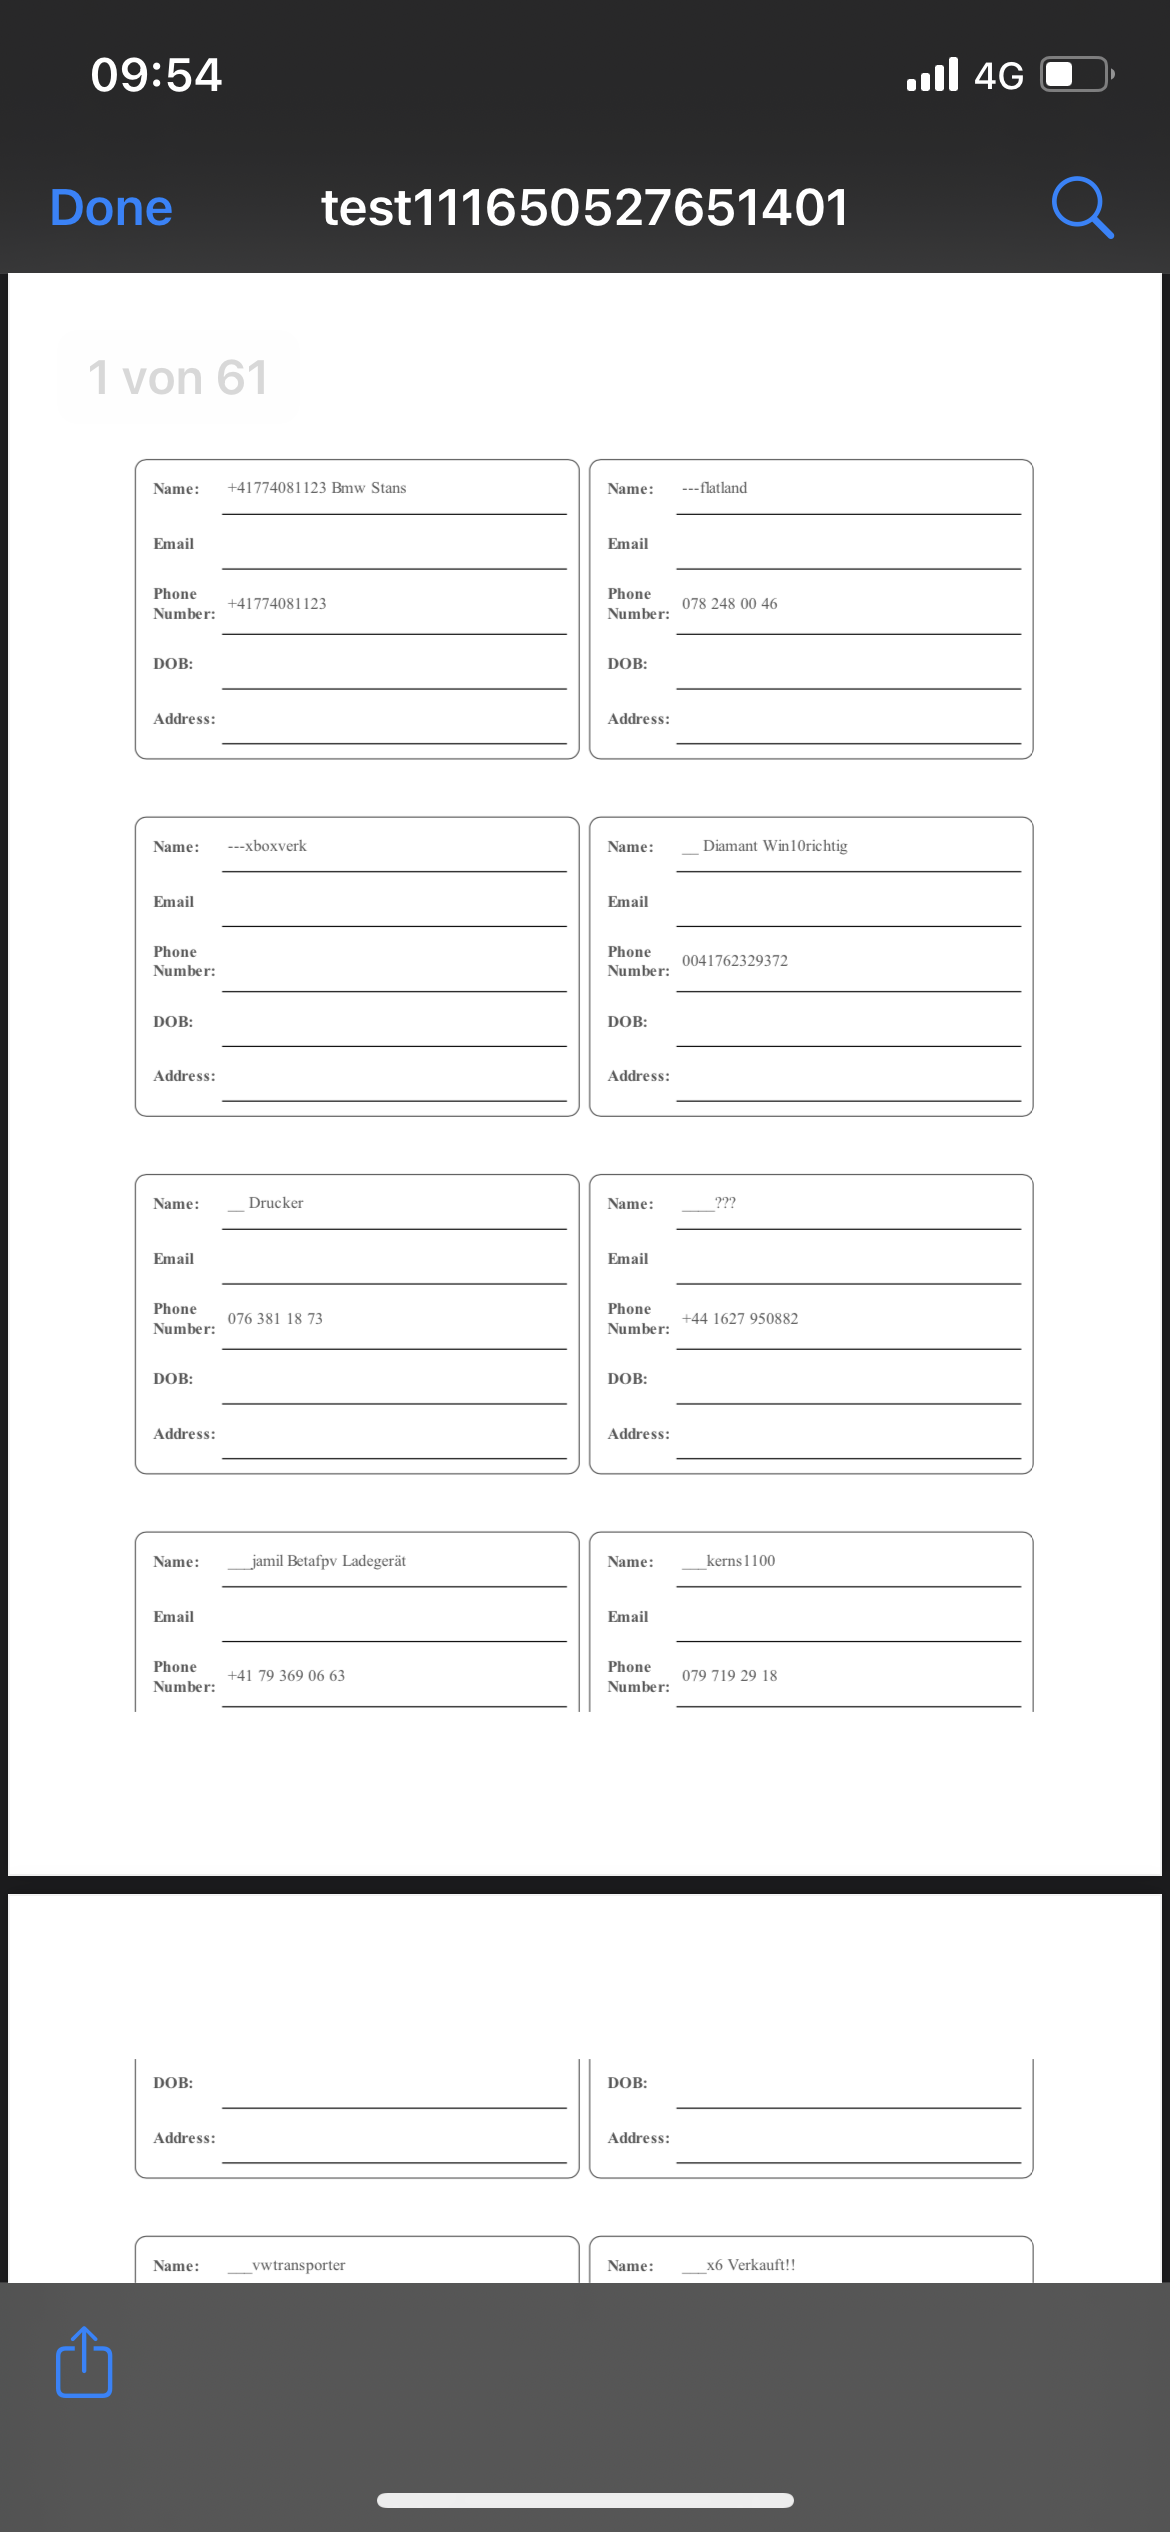 09:54
4G
Done
test111650527651401
1 von 61
Name: +41774081123 Bmw Stans
Email
Phone
Number: +41774081123
DOB:
Address:
Name: ---flatland
Email
Phone
Number: 078 248 00 46
DOB:
Address:
Name: ---xboxverk
Email
Phone
Number:
DOB:
Address:
Name: __ Diamant Win10richtig
Email
Phone
Number: 0041762329372
DOB:
Address:
Name: __ Drucker
Email
Phone
Number: 076 381 18 73
DOB:
Address:
Name: ____???
Email
Phone
Number: +44 1627 950882
DOB:
Address:
Name: ___jamil Betafpv Ladegerät
Email
Phone
Number: +41 79 369 06 63
Name: ___kerns1100
Email
Phone
Number: 079 719 29 18
DOB:
Address:
DOB:
Address:
Name: ___vwtransporter
Name: ___x6 Verkauft!!